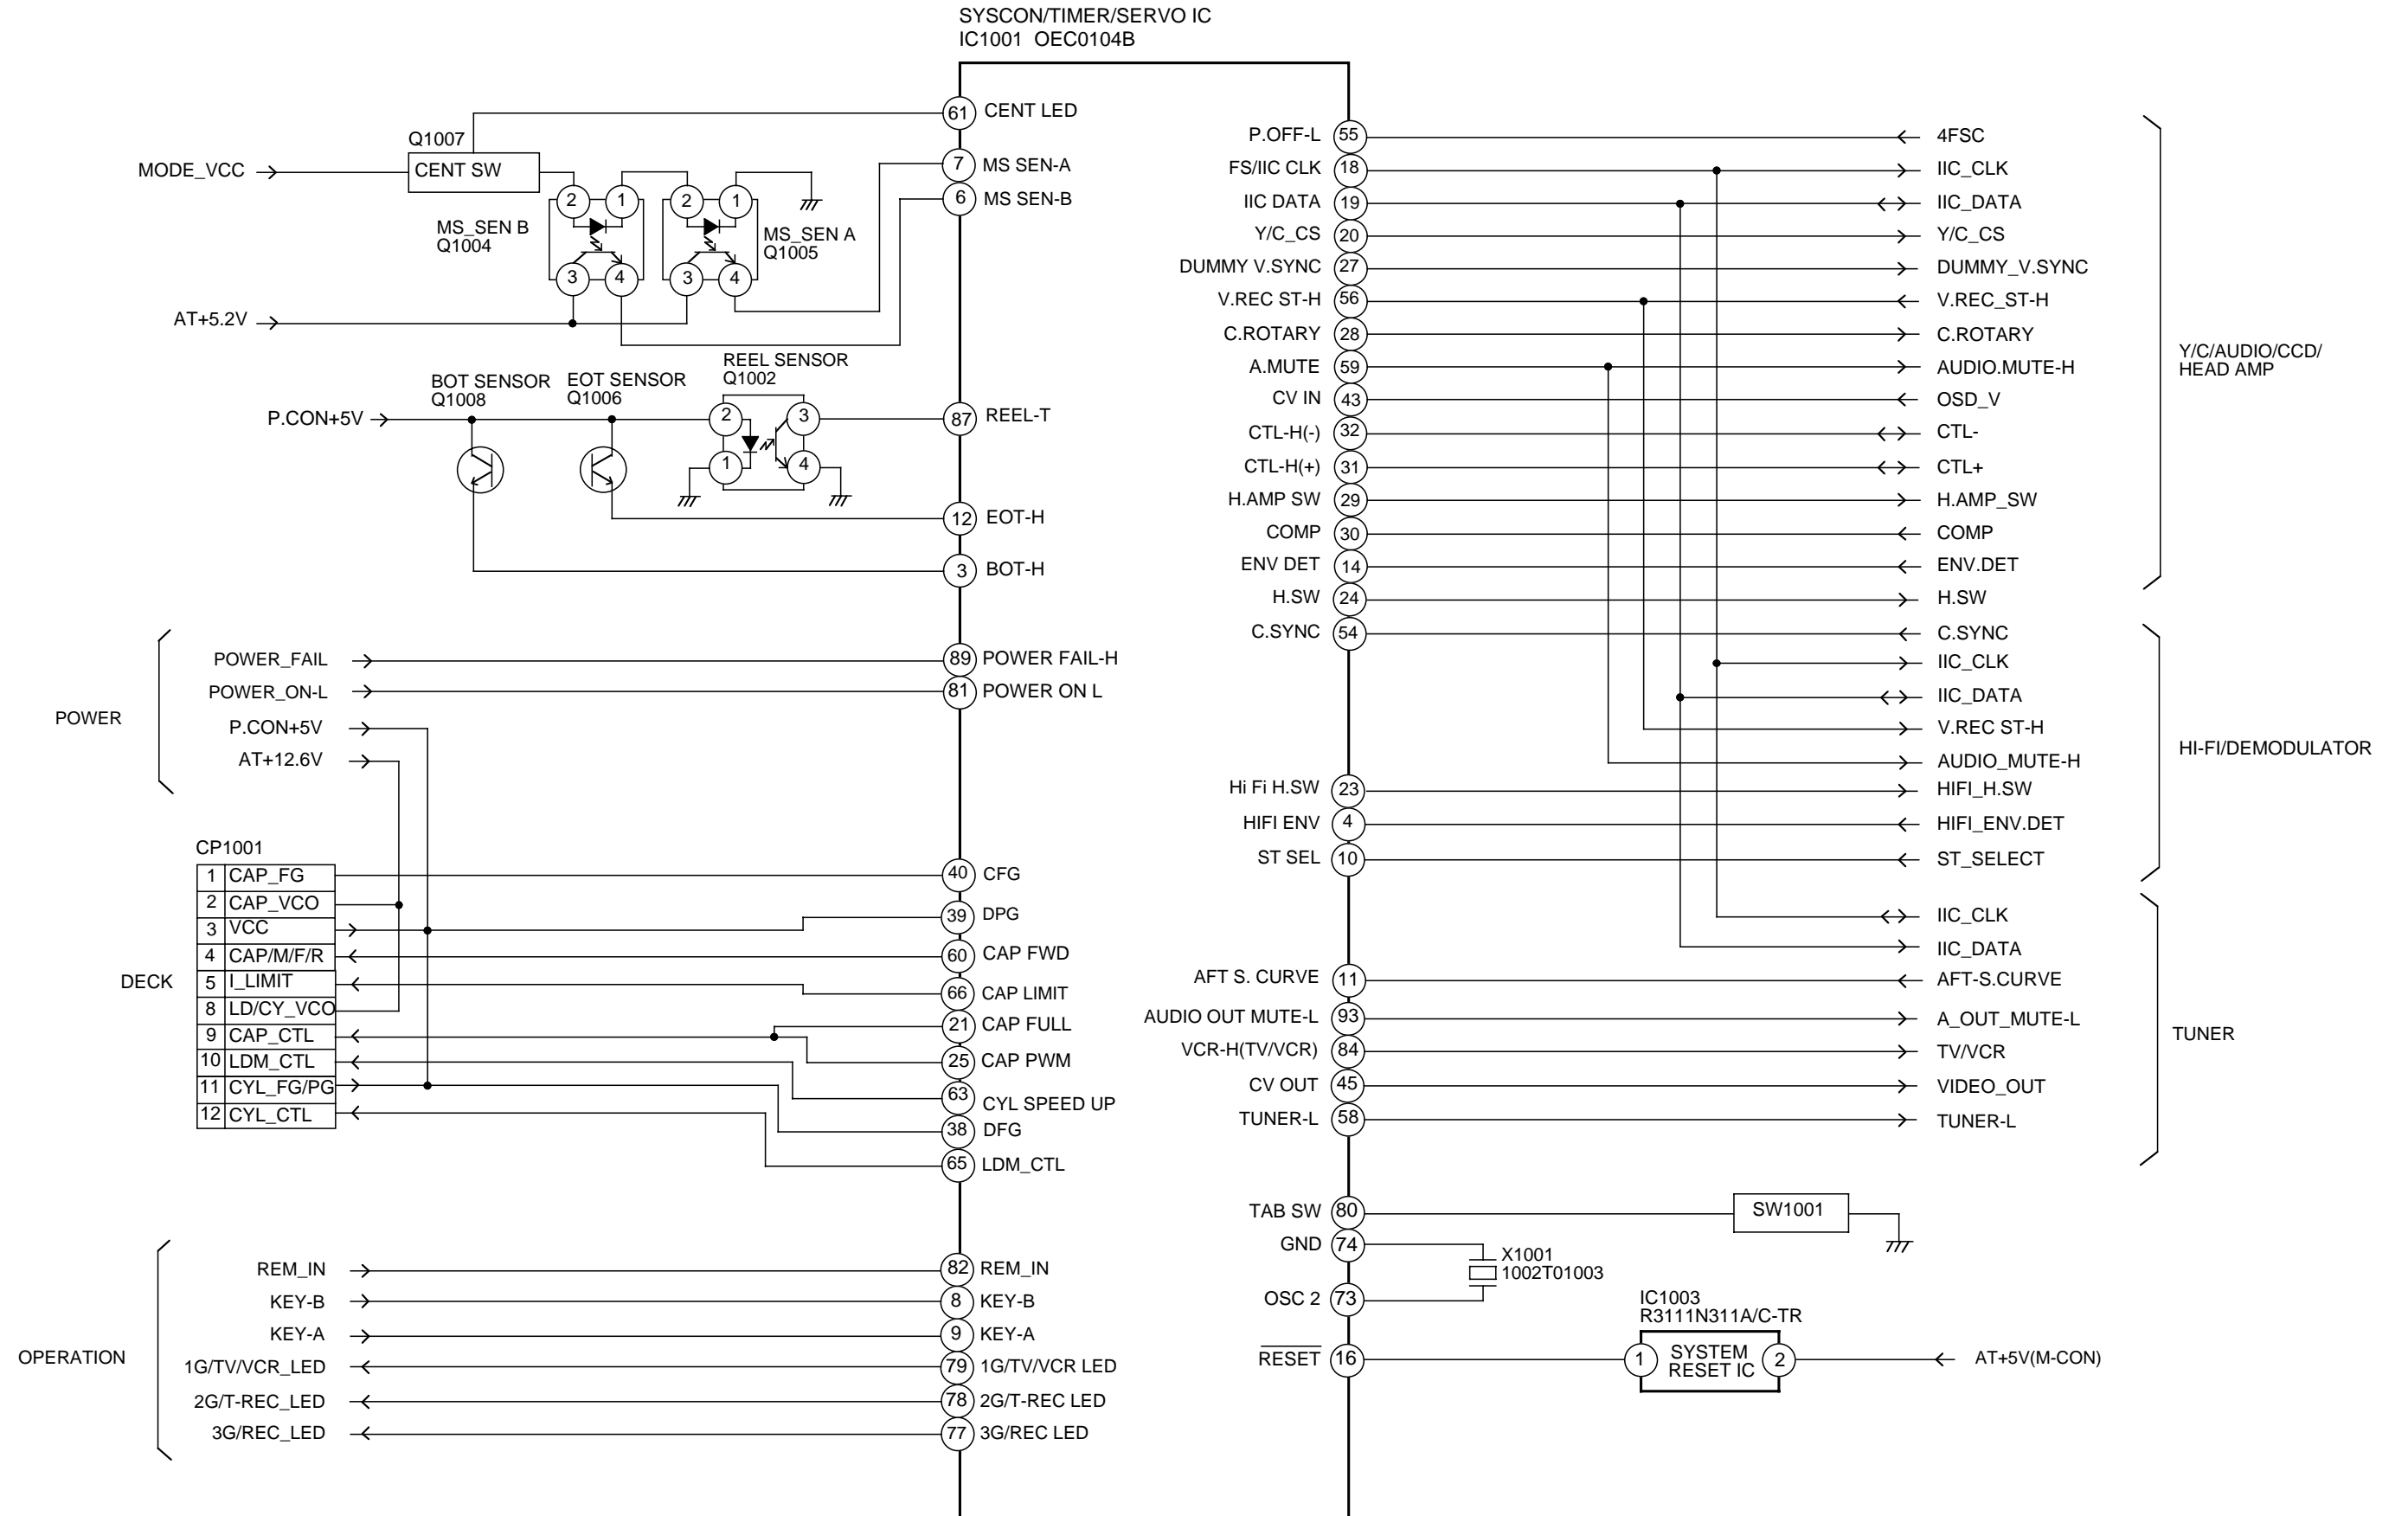 SYSCON/TIMER/SERVO IC
IC1001 OEC0104B
61 CENT LED
Q1007
CENT SW
MODE_VCC
7 MS SEN-A
6 MS SEN-B
2 1 2 1
MS_SEN B
Q1004
MS_SEN A
Q1005
3 4 3 4
AT+5.2V
REEL SENSOR
Q1002
BOT SENSOR
Q1008
EOT SENSOR
Q1006
P.CON+5V
2 3
1 4
87 REEL-T
12 EOT-H
3 BOT-H
POWER
POWER_FAIL
89 POWER FAIL-H
POWER_ON-L
81 POWER ON L
P.CON+5V
AT+12.6V
DECK
CP1001
1 CAP_FG
2 CAP_VCO
3 VCC
4 CAP/M/F/R
5 I_LIMIT
8 LD/CY_VCO
9 CAP_CTL
10 LDM_CTL
11 CYL_FG/PG
12 CYL_CTL
40 CFG
39 DPG
60 CAP FWD
66 CAP LIMIT
21 CAP FULL
25 CAP PWM
63 CYL SPEED UP
38 DFG
65 LDM_CTL
OPERATION
REM_IN 82 REM_IN
KEY-B 8 KEY-B
KEY-A 9 KEY-A
1G/TV/VCR_LED 79 1G/TV/VCR LED
2G/T-REC_LED 78 2G/T-REC LED
3G/REC_LED 77 3G/REC LED
P.OFF-L 55 4FSC
FS/IIC CLK 18 IIC_CLK
IIC DATA 19 IIC_DATA
Y/C_CS 20 Y/C_CS
DUMMY V.SYNC 27 DUMMY_V.SYNC
V.REC ST-H 56 V.REC_ST-H
C.ROTARY 28 C.ROTARY
A.MUTE 59 AUDIO.MUTE-H
CV IN 43 OSD_V
CTL-H(-) 32 CTL-
CTL-H(+) 31 CTL+
H.AMP SW 29 H.AMP_SW
COMP 30 COMP
ENV DET 14 ENV.DET
H.SW 24 H.SW
Y/C/AUDIO/CCD/
HEAD AMP
C.SYNC 54 C.SYNC
IIC_CLK
IIC_DATA
V.REC ST-H
AUDIO_MUTE-H
Hi Fi H.SW 23 HIFI_H.SW
HIFI ENV 4 HIFI_ENV.DET
ST SEL 10 ST_SELECT
HI-FI/DEMODULATOR
IIC_CLK
IIC_DATA
AFT S. CURVE 11 AFT-S.CURVE
AUDIO OUT MUTE-L 93 A_OUT_MUTE-L
VCR-H(TV/VCR) 84 TV/VCR
CV OUT 45 VIDEO_OUT
TUNER-L 58 TUNER-L
TUNER
TAB SW 80 SW1001
GND 74
X1001
1002T01003
OSC 2 73
IC1003
R3111N311A/C-TR
RESET 16 1 SYSTEM
RESET IC 2 AT+5V(M-CON)